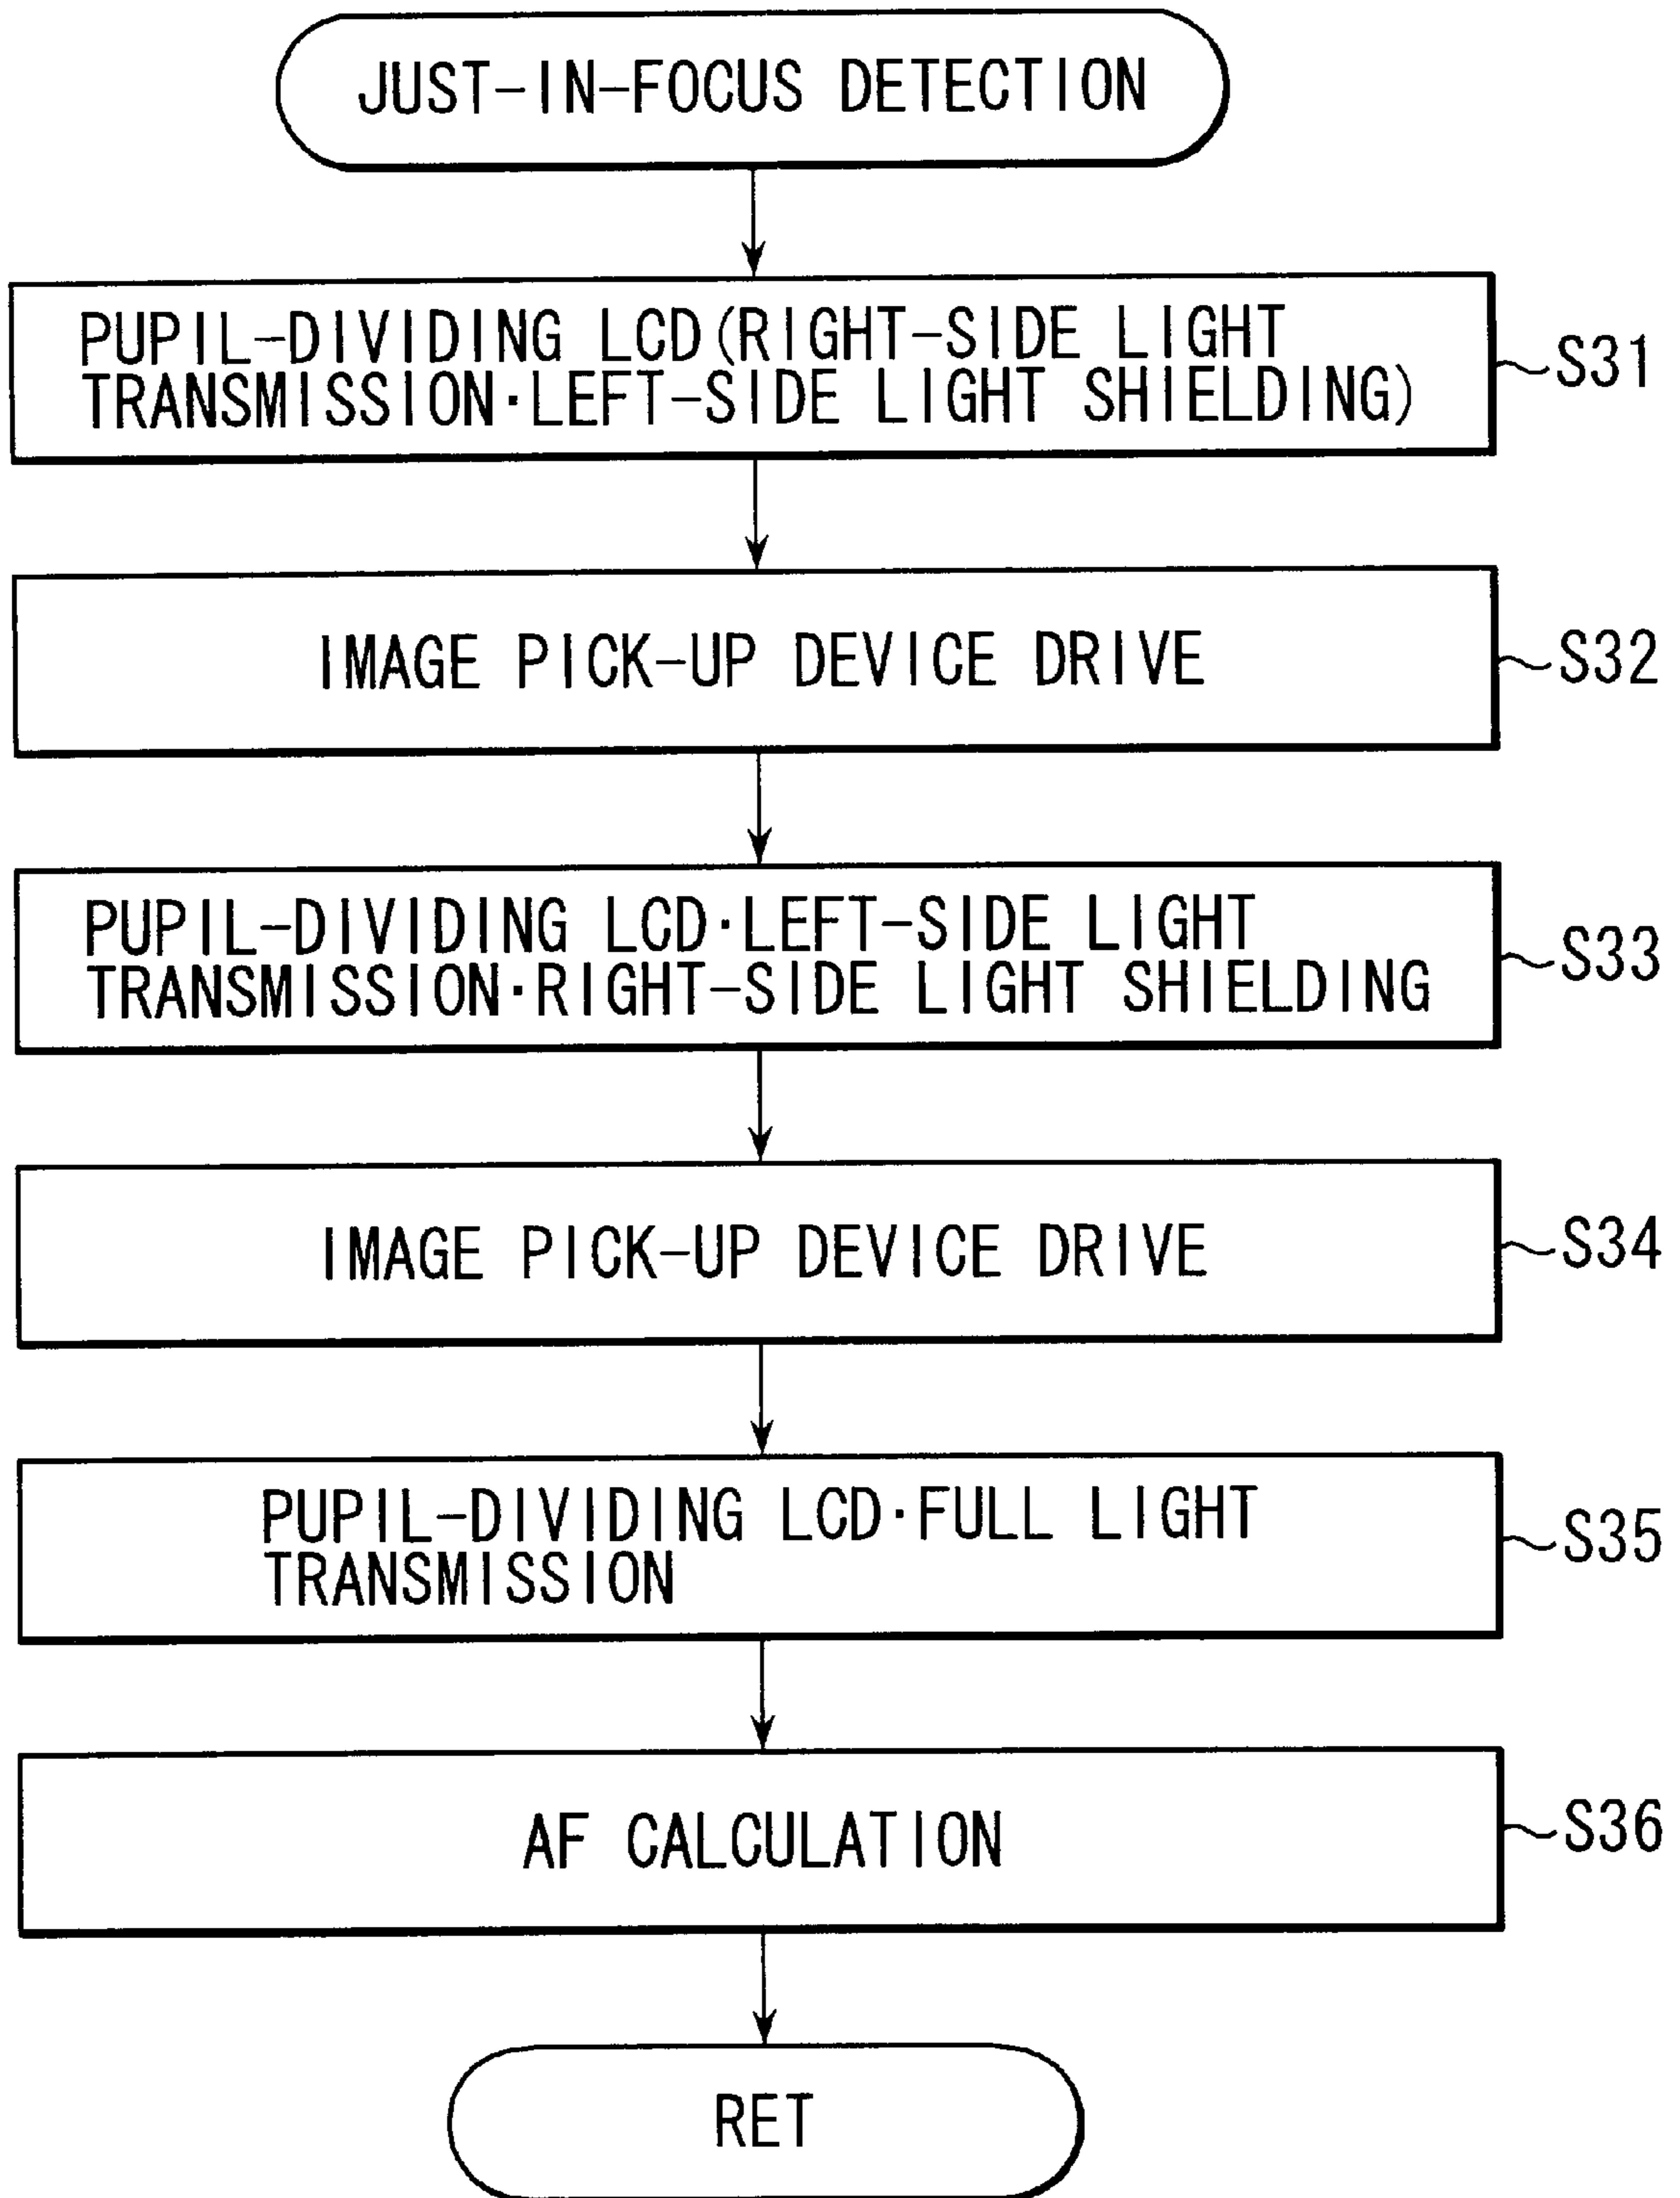 JUST-IN-FOCUS DETECTION
PUPIL-DIVIDING LCD(RIGHT-SIDE LIGHT
TRANSMISSION·LEFT-SIDE LIGHT SHIELDING)
S31
IMAGE PICK-UP DEVICE DRIVE
S32
PUPIL-DIVIDING LCD·LEFT-SIDE LIGHT
TRANSMISSION·RIGHT-SIDE LIGHT SHIELDING
S33
IMAGE PICK-UP DEVICE DRIVE
S34
PUPIL-DIVIDING LCD·FULL LIGHT
TRANSMISSION
S35
AF CALCULATION
S36
RET